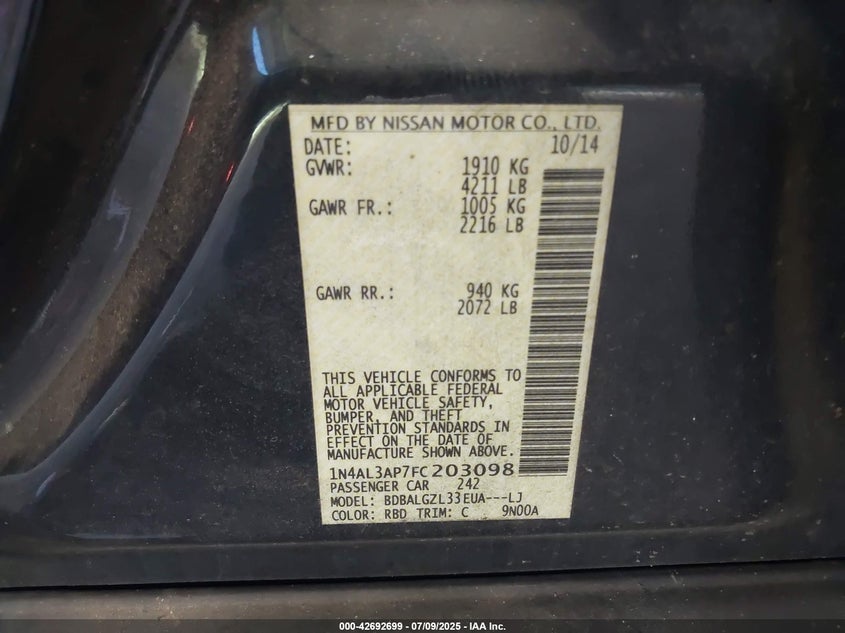 MFD BY NISSAN MOTOR CO., LTD.
DATE: 10/14
GVWR: 1910 KG
4211 LB
GAWR FR.: 1005 KG
2216 LB
GAWR RR.: 940 KG
2072 LB
THIS VEHICLE CONFORMS TO
ALL APPLICABLE FEDERAL
MOTOR VEHICLE SAFETY,
BUMPER, AND THEFT
PREVENTION STANDARDS IN
EFFECT ON THE DATE OF
MANUFACTURE SHOWN ABOVE.
1N4AL3AP7FC203098
PASSENGER CAR 242
MODEL: BDBALGZL33EUA---LJ
COLOR: RBD TRIM: C 9N00A
000-42692699 / 07/09/2025 - IAA Inc.